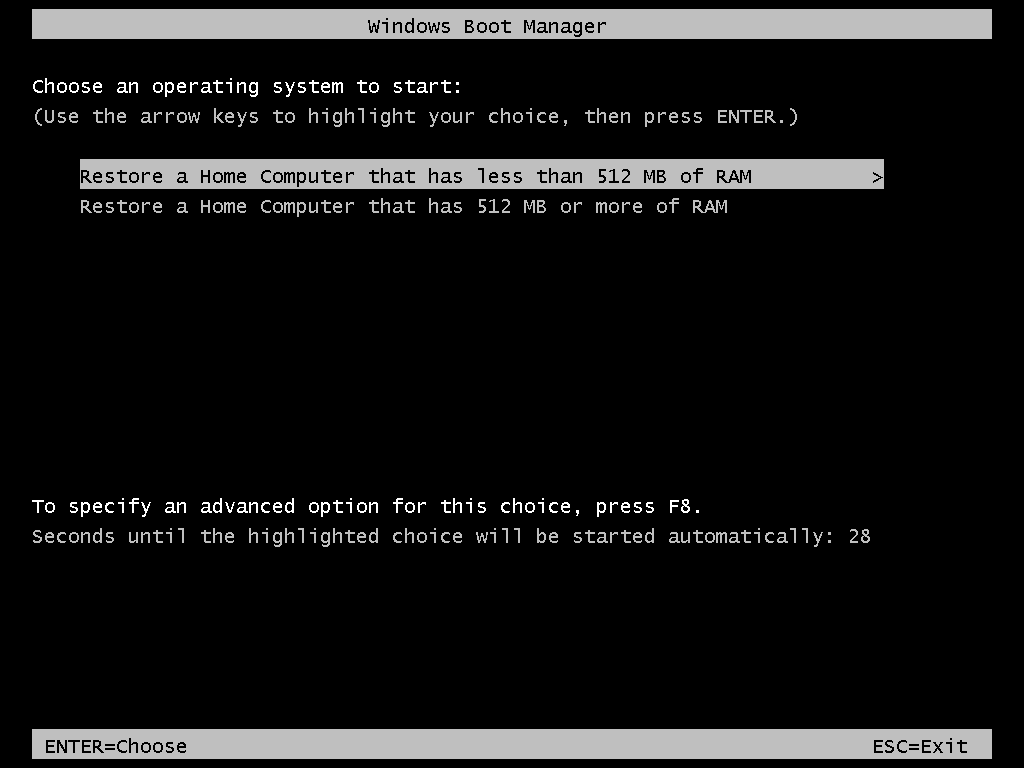 Windows Boot Manager
Choose an operating system to start:
(Use the arrow keys to highlight your choice, then press ENTER.)
Restore a Home Computer that has less than 512 MB of RAM >
Restore a Home Computer that has 512 MB or more of RAM
To specify an advanced option for this choice, press F8.
Seconds until the highlighted choice will be started automatically: 28
ENTER=Choose ESC=Exit